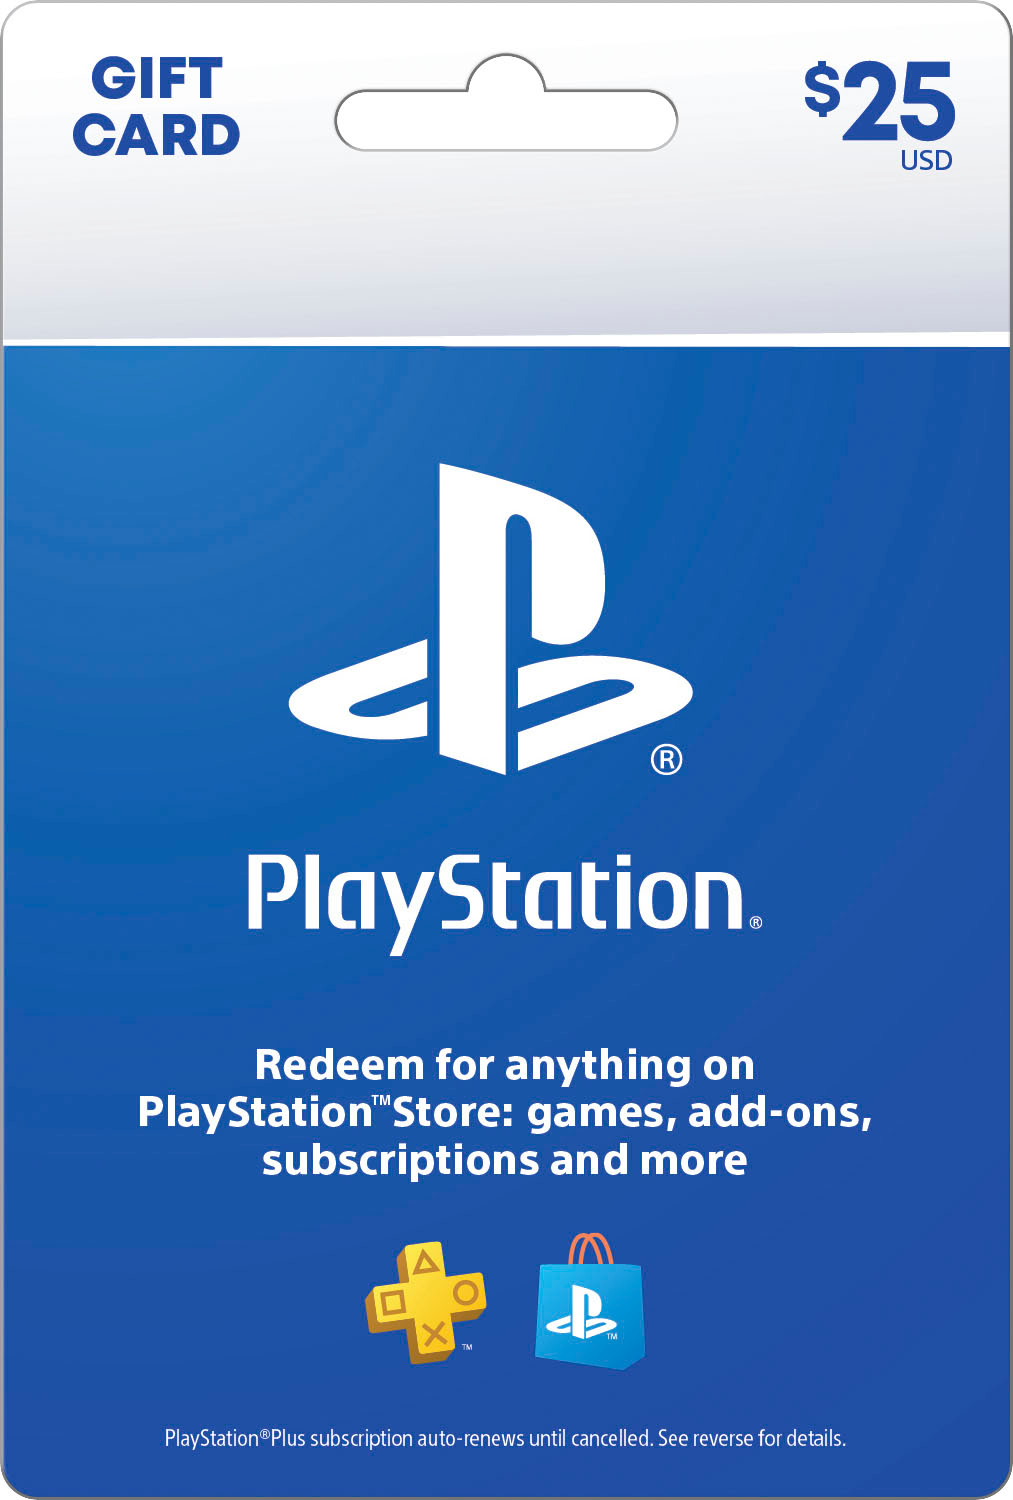 GIFT
CARD
$25
USD
®
PlayStation®
Redeem for anything on
PlayStation™Store: games, add-ons,
subscriptions and more
™
™
PlayStation®Plus subscription auto-renews until cancelled. See reverse for details.